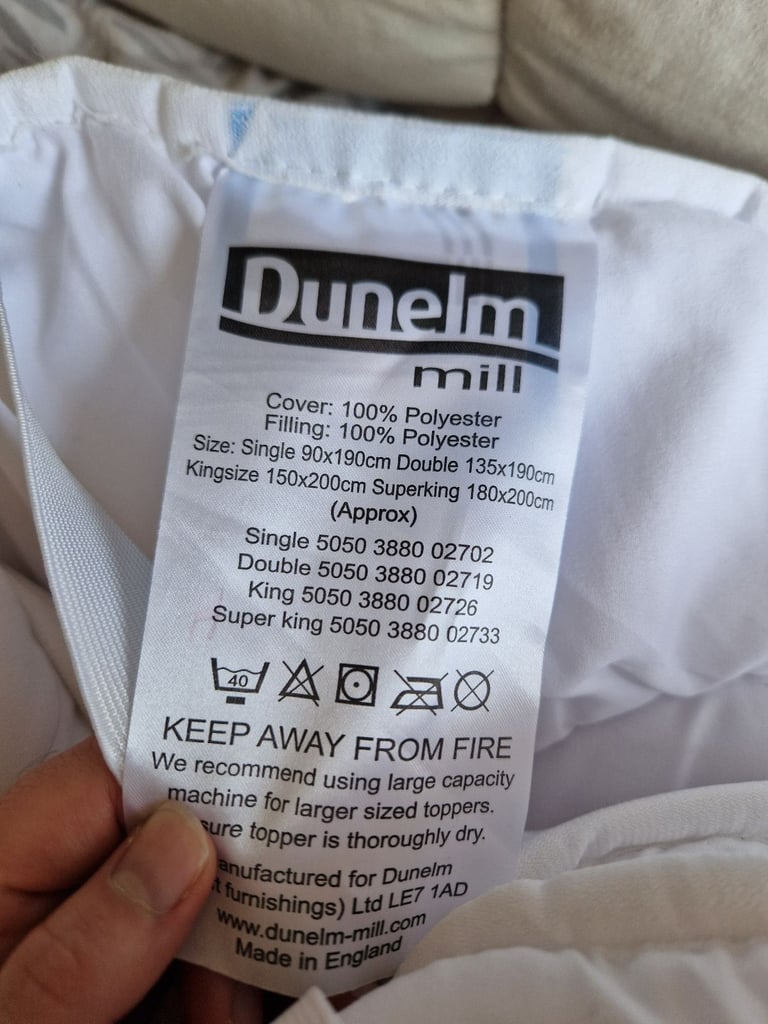 Dunelm
mill
Cover: 100% Polyester
Filling: 100% Polyester
Size: Single 90x190cm Double 135x190cm
Kingsize 150x200cm Superking 180x200cm
(Approx)
Single 5050 3880 02702
Double 5050 3880 02719
King 5050 3880 02726
Super king 5050 3880 02733
40
KEEP AWAY FROM FIRE
We recommend using large capacity
machine for larger sized toppers.
sure topper is thoroughly dry.
anufactured for Dunelm
t furnishings) Ltd LE7 1AD
www.dunelm-mill.com
Made in England